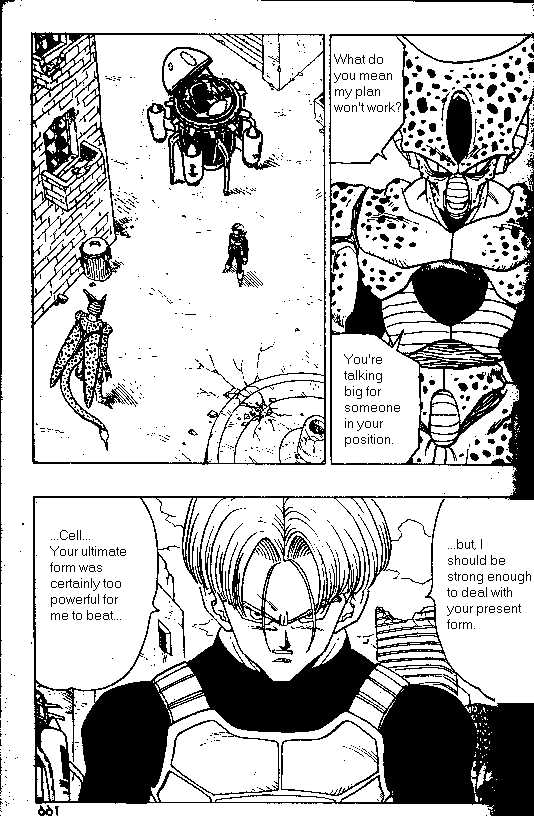 What do
you mean
my plan
won't work?
You're
talking
big for
someone
in your
position.
...Cell...
Your ultimate
form was
certainly too
powerful for
me to beat...
...but, I
should be
strong enough
to deal with
your present
form.